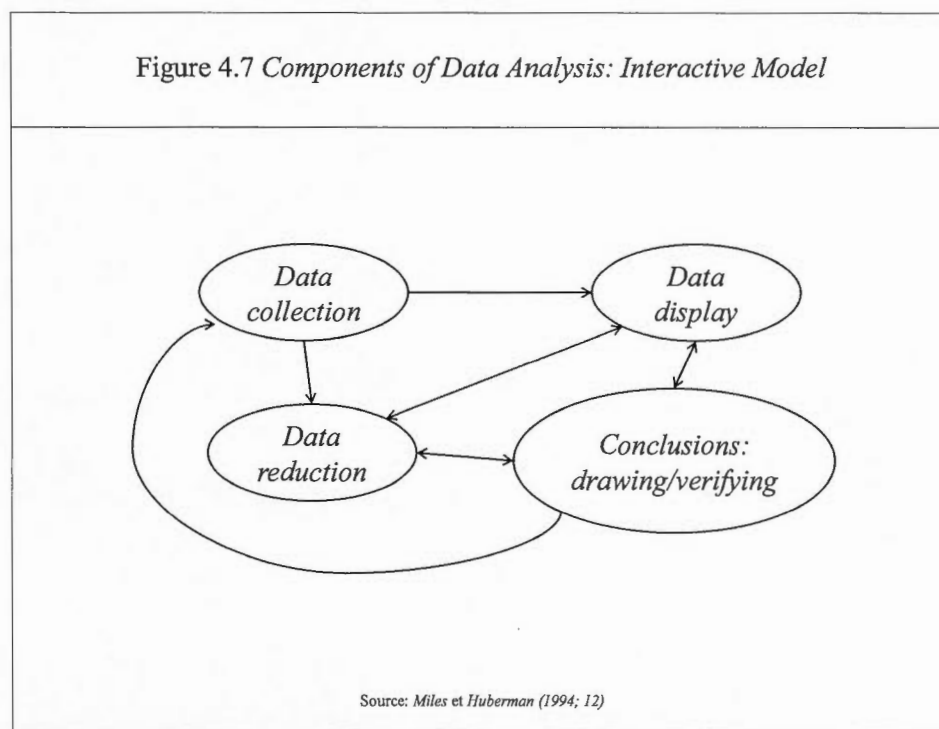 Figure 4.7 Components of Data Analysis: Interactive Model
Data
collection
Data
display
Data
reduction
Conclusions:
drawing/verifying
Source: Miles et Huberman (1994; 12)